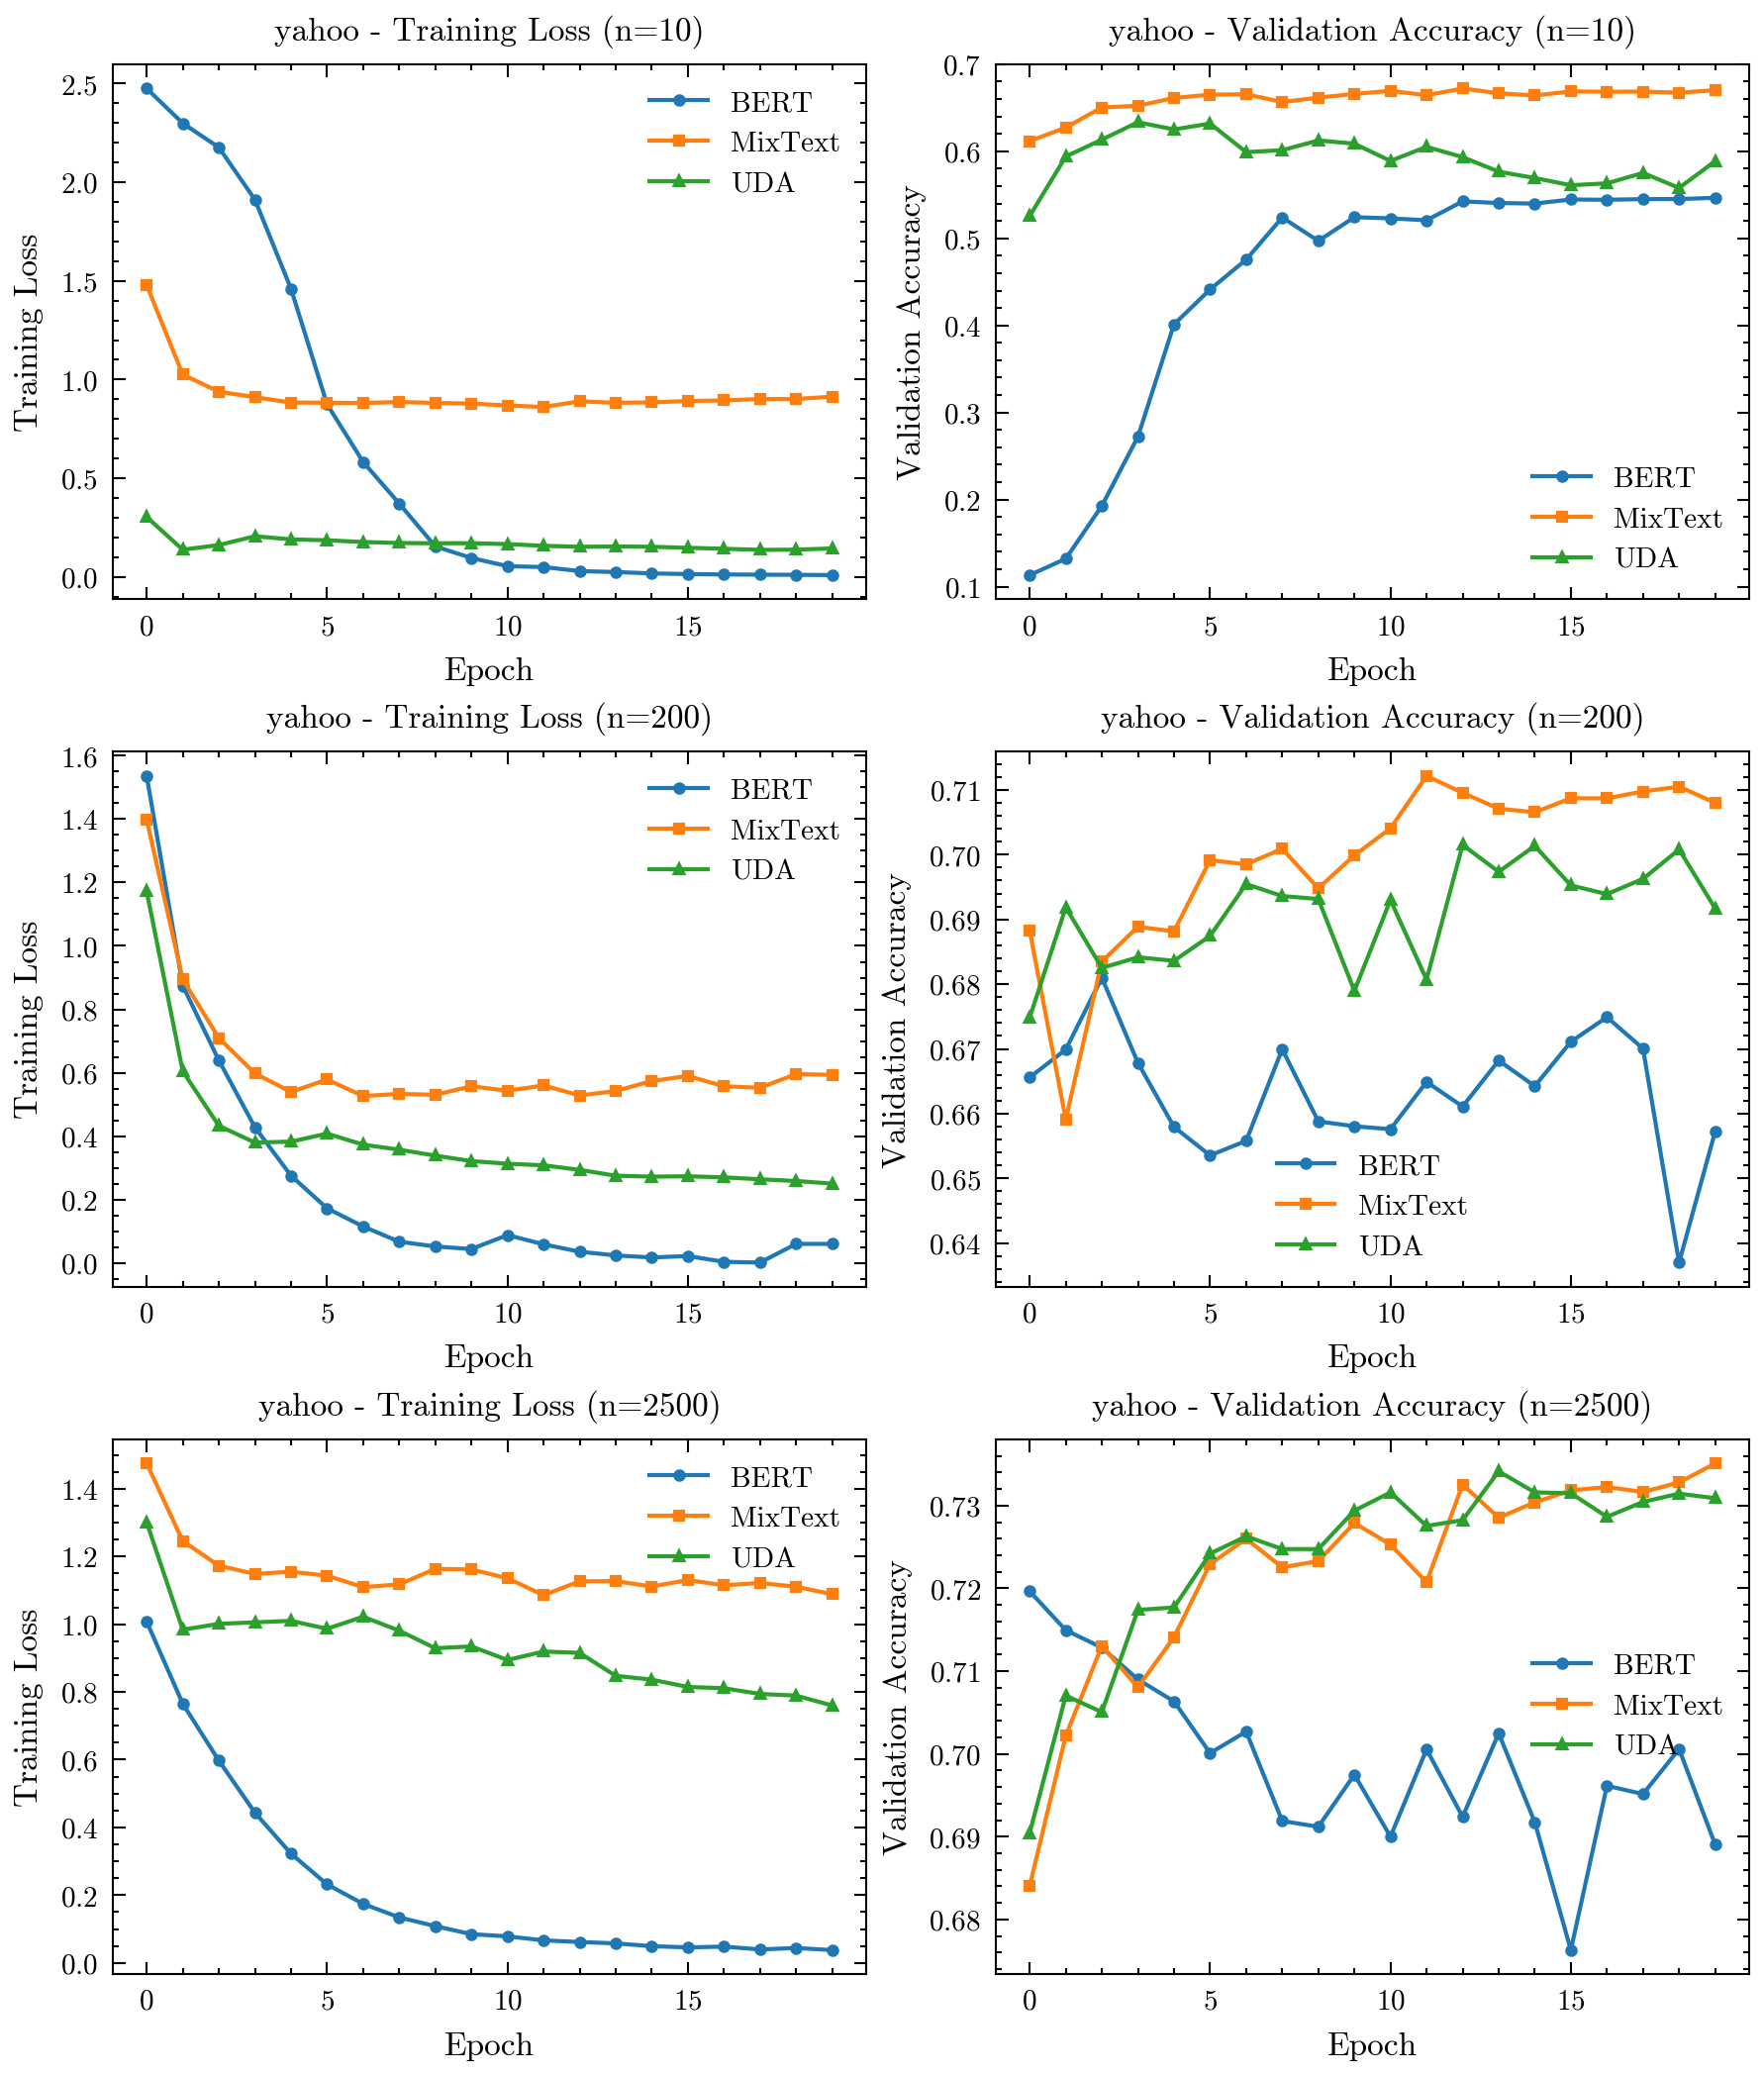 yahoo - Training Loss (n=10)
2.5
2.0
1.5
1.0
0.5
0.0
Training Loss
BERT
MixText
UDA
0 5 10 15
Epoch
yahoo - Validation Accuracy (n=10)
0.7
0.6
0.5
0.4
0.3
0.2
0.1
Validation Accuracy
BERT
MixText
UDA
0 5 10 15
Epoch
yahoo - Training Loss (n=200)
1.6
1.4
1.2
1.0
0.8
0.6
0.4
0.2
0.0
Training Loss
BERT
MixText
UDA
0 5 10 15
Epoch
yahoo - Validation Accuracy (n=200)
0.71
0.70
0.69
0.68
0.67
0.66
0.65
0.64
Validation Accuracy
BERT
MixText
UDA
0 5 10 15
Epoch
yahoo - Training Loss (n=2500)
1.4
1.2
1.0
0.8
0.6
0.4
0.2
0.0
Training Loss
BERT
MixText
UDA
0 5 10 15
Epoch
yahoo - Validation Accuracy (n=2500)
0.73
0.72
0.71
0.70
0.69
0.68
Validation Accuracy
BERT
MixText
UDA
0 5 10 15
Epoch